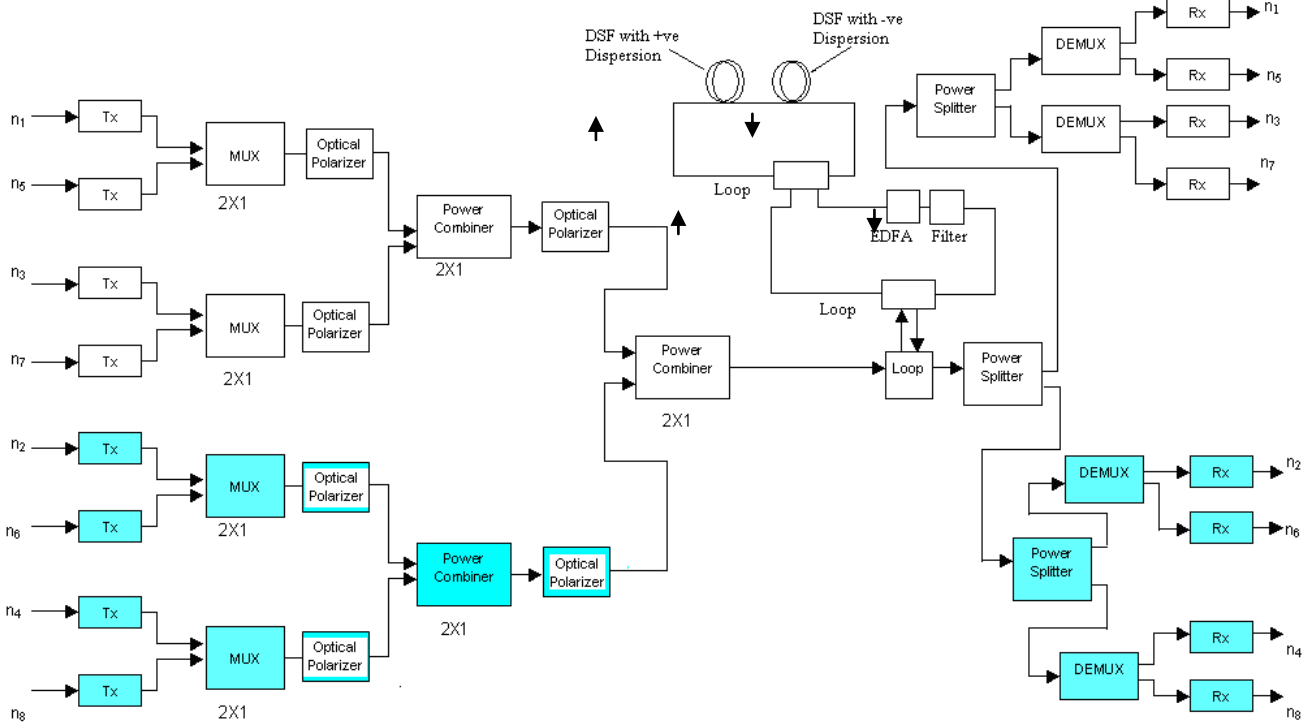 DSF with +ve
Dispersion
DSF with -ve
Dispersion
Loop
EDFA
Filter
Loop
n1
Tx
n5
Tx
MUX
2X1
Optical
Polarizer
n3
Tx
n7
Tx
MUX
2X1
Optical
Polarizer
Power
Combiner
2X1
Optical
Polarizer
n2
Tx
n6
Tx
MUX
2X1
Optical
Polarizer
n4
Tx
n8
Tx
MUX
2X1
Optical
Polarizer
Power
Combiner
2X1
Optical
Polarizer
Power
Combiner
2X1
Loop
Power
Splitter
Power
Splitter
DEMUX
Rx
n1
Rx
n5
DEMUX
Rx
n3
Rx
n7
Power
Splitter
DEMUX
Rx
n2
Rx
n6
DEMUX
Rx
n4
Rx
n8